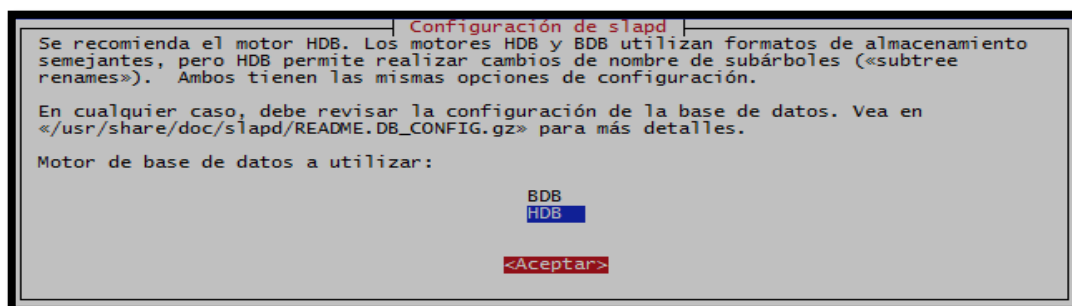 Configuración de slapd
Se recomienda el motor HDB. Los motores HDB y BDB utilizan formatos de almacenamiento
semejantes, pero HDB permite realizar cambios de nombre de subárboles («subtree
renames»).  Ambos tienen las mismas opciones de configuración.
En cualquier caso, debe revisar la configuración de la base de datos. Vea en
«/usr/share/doc/slapd/README.DB_CONFIG.gz» para más detalles.
Motor de base de datos a utilizar:
BDB
HDB
<Aceptar>